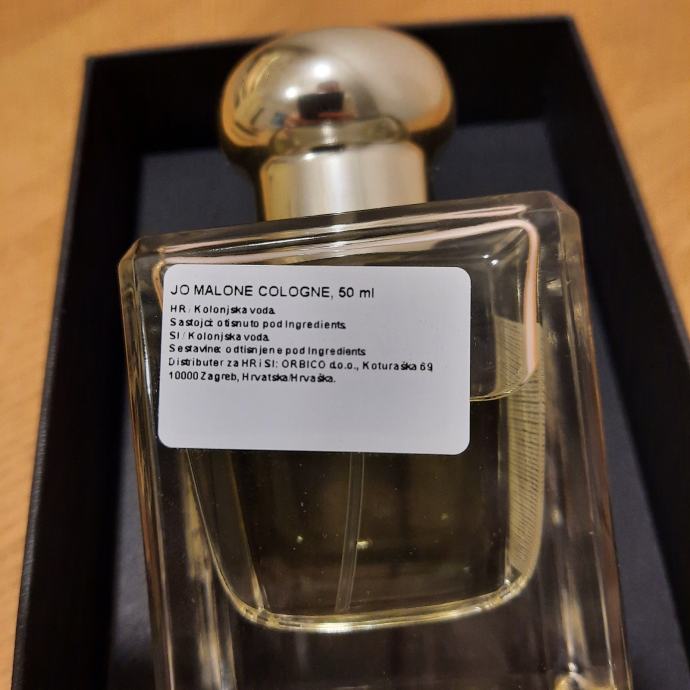 JO MALONE COLOGNE, 50 ml
HR / Kolonjska voda.
Sastojci: otisnuto pod Ingredients.
SI / Kolonjska voda.
Sestavine: odtisnjene pod Ingredients.
Distributer za HR i SI: ORBICO d.o.o., Koturaška 69,
10000 Zagreb, Hrvatska/Hrvaška.